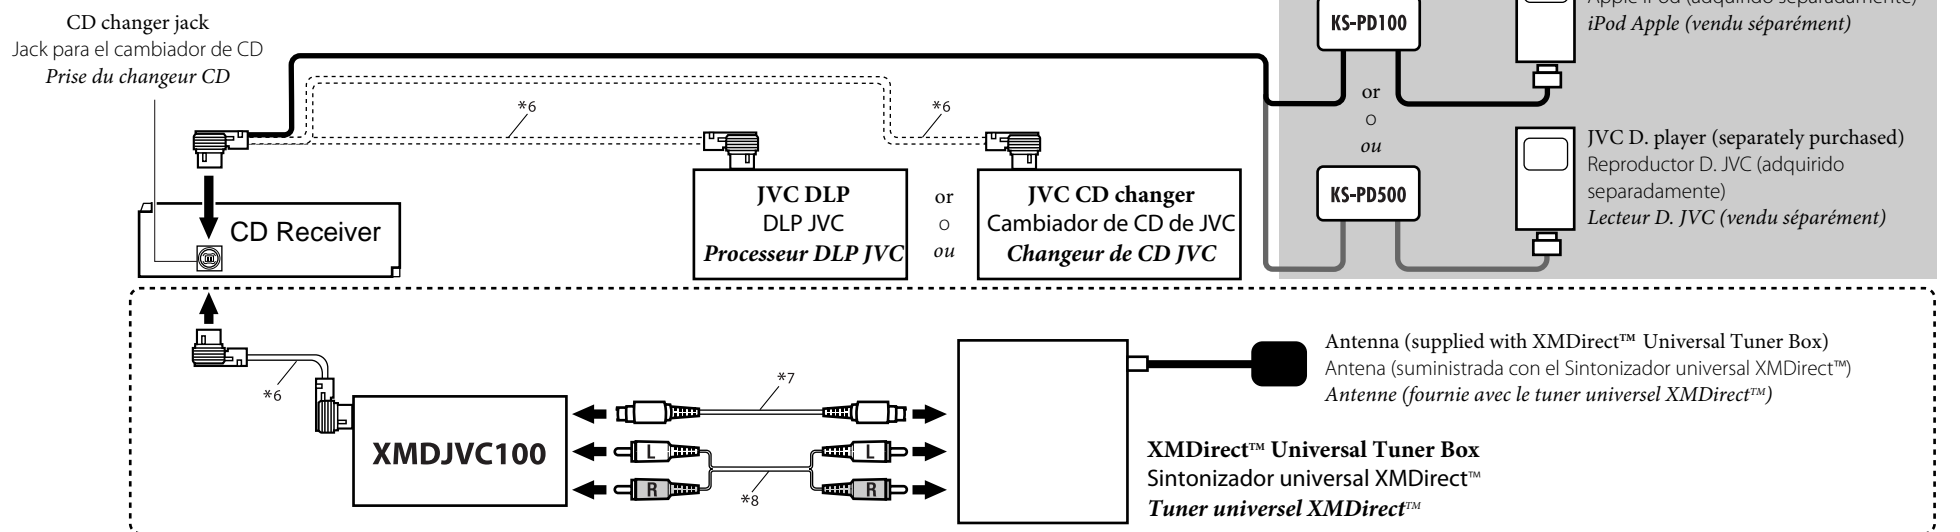 CD changer jack
Jack para el cambiador de CD
Prise du changeur CD
*6
*6
KS-PD100
Apple iPod (adquirido separadamente)
iPod Apple (vendu séparément)
or
o
ou
KS-PD500
JVC D. player (separately purchased)
Reproductor D. JVC (adquirido
separadamente)
Lecteur D. JVC (vendu séparément)
CD Receiver
JVC DLP
DLP JVC
Processeur DLP JVC
or
o
ou
JVC CD changer
Cambiador de CD de JVC
Changeur de CD JVC
*6
XMDJVC100
*7
L
L
R
R
*8
Antenna (supplied with XMDirect™ Universal Tuner Box)
Antena (suministrada con el Sintonizador universal XMDirect™)
Antenne (fournie avec le tuner universel XMDirect™)
XMDirect™ Universal Tuner Box
Sintonizador universal XMDirect™
Tuner universel XMDirect™